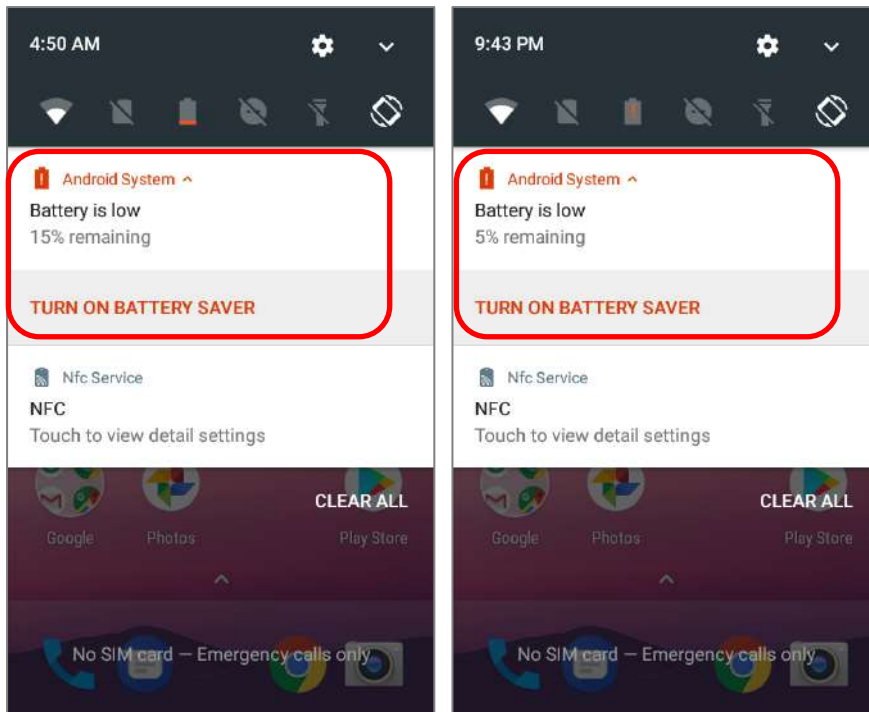 4:50 AM
Android System
Battery is low
15% remaining
TURN ON BATTERY SAVER
Nfc Service
NFC
Touch to view detail settings
CLEAR ALL
Google Photos Play Store
No SIM card — Emergency calls only
9:43 PM
Android System
Battery is low
5% remaining
TURN ON BATTERY SAVER
Nfc Service
NFC
Touch to view detail settings
CLEAR ALL
Google Photos Play Store
No SIM card — Emergency calls only